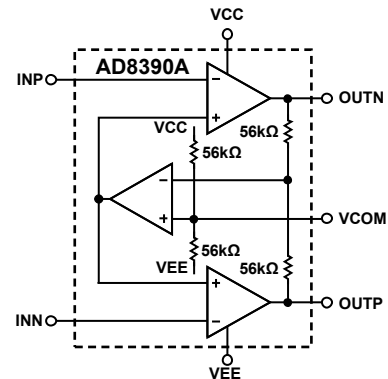 VCC
AD8390A
INP
−
+
OUTN
VCC
56kΩ
56kΩ
−
+
VCOM
56kΩ
VEE
56kΩ
+
−
OUTP
INN
VEE